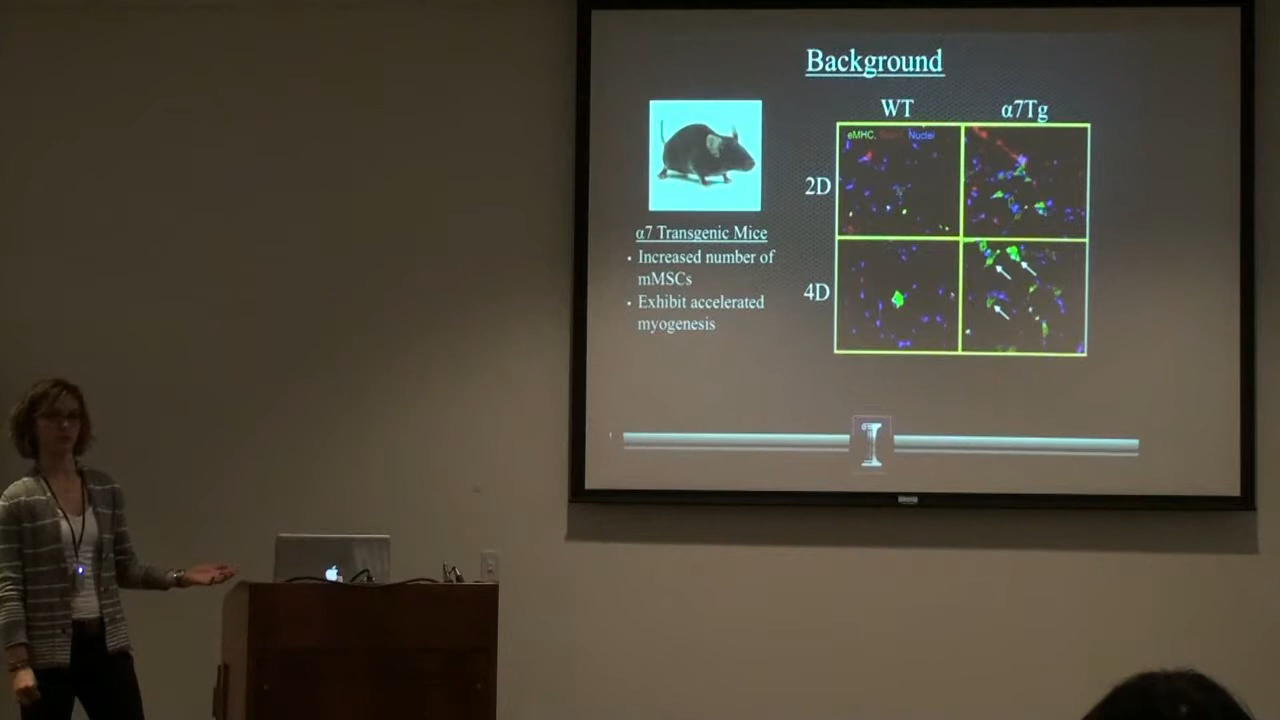 Background
WT
α7Tg
eMHC,
Nuclei
2D
4D
α7 Transgenic Mice
• Increased number of
mMSCs
• Exhibit accelerated
myogenesis
I